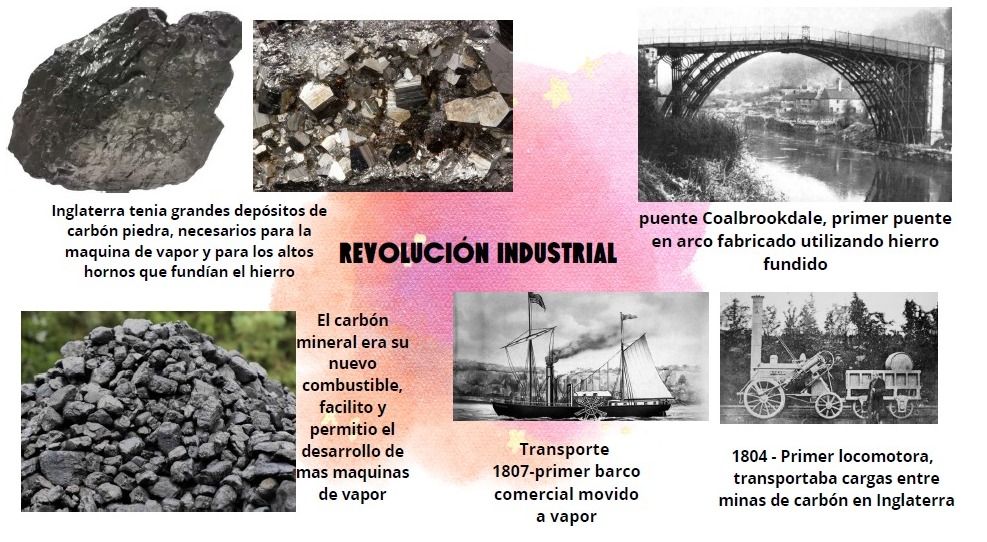 Inglaterra tenia grandes depósitos de
carbón piedra, necesarios para la
maquina de vapor y para los altos
hornos que fundían el hierro
puente Coalbrookdale, primer puente
en arco fabricado utilizando hierro
fundido
REVOLUCIÓN INDUSTRIAL
El carbón
mineral era su
nuevo
combustible,
facilito y
permitio el
desarrollo de
mas maquinas
de vapor
Transporte
1807-primer barco
comercial movido
a vapor
1804 - Primer locomotora,
transportaba cargas entre
minas de carbón en Inglaterra